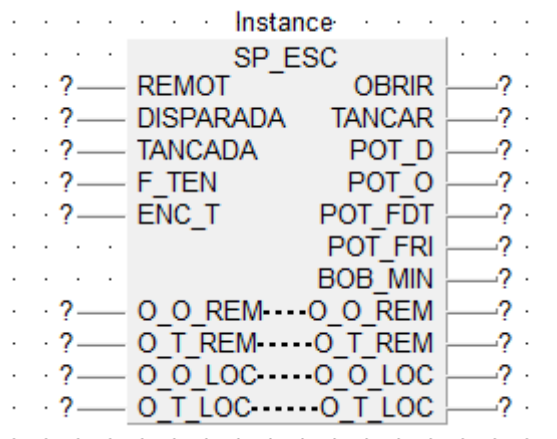 Instance
SP_ESC
? REMOT OBRIR ?
? DISPARADA TANCAR ?
? TANCADA POT_D ?
? F_TEN POT_O ?
? ENC_T POT_FDT ?
POT_FRI ?
BOB_MIN ?
? O_O_REM----O_O_REM ?
? O_T_REM-----O_T_REM ?
? O_O_LOC-----O_O_LOC ?
? O_T_LOC------O_T_LOC ?